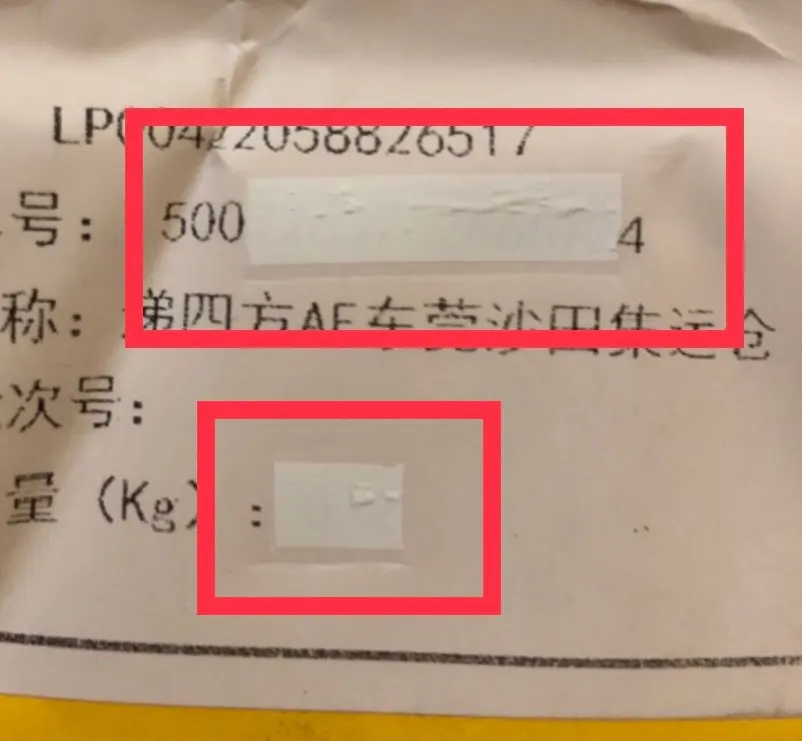 LP00422058826517
号: 500 4
称: 递四方AE东莞沙田集运仓
次号:
量 (Kg) :